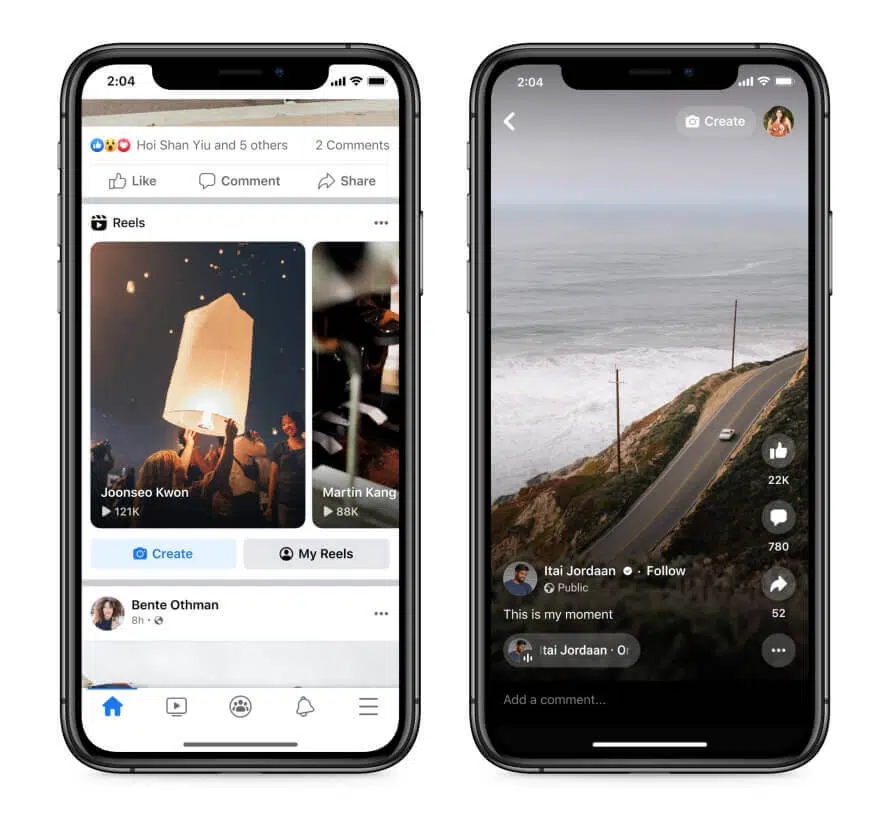 2:04
Hoi Shan Yiu and 5 others 2 Comments
Like Comment Share
Reels
Joonseo Kwon
121K
Martin Kang
88K
Create My Reels
Bente Othman
8h ·
2:04
Create
22K
780
Itai Jordaan · Follow
Public
52
This is my moment
Itai Jordaan · Or
Add a comment...